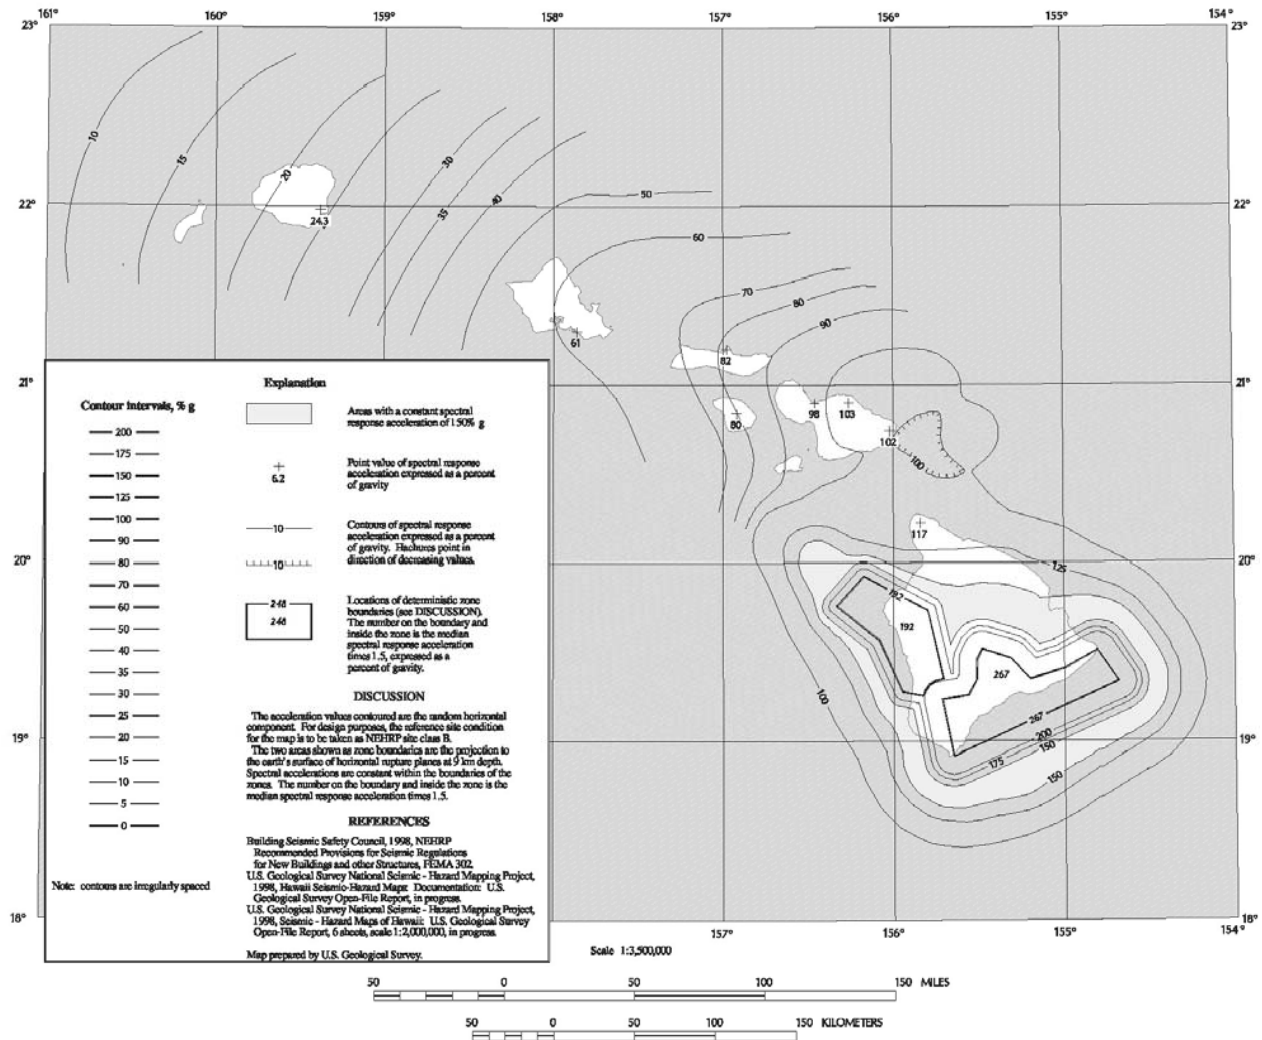 161° 160° 159° 158° 157° 156° 155° 154°
23° 23°
10
15
20
30
35
40
50
22° 22°
24.3
60
70
80
90
61
82
21° 21°
98 103
80
102
100
117
20° 20°
125
192
192
267
100
267
200
150
175
150
19° 19°
18° 18°
157° 156° 155° 154°
Explanation
Contour intervals, % g
200
175
150
125
100
90
80
70
60
50
40
35
30
25
20
15
10
5
0
Note: contours are irregularly spaced
Areas with a constant spectral
response acceleration of 150% g
6.2
Point value of spectral response
acceleration expressed as a percent
of gravity
10
Contours of spectral response
acceleration expressed as a percent
of gravity. Hachures point in
direction of decreasing values.
10
248
248
Locations of deterministic zone
boundaries (see DISCUSSION).
The number on the boundary and
inside the zone is the median
spectral response acceleration
times 1.5, expressed as a
percent of gravity.
DISCUSSION
The acceleration values contoured are the random horizontal
component. For design purposes, the reference site condition
for the map is to be taken as NEHRP site class B.
The two areas shown as zone boundaries are the projection to
the earth's surface of horizontal rupture planes at 9 km depth.
Spectral accelerations are constant within the boundaries of the
zones. The number on the boundary and inside the zone is the
median spectral response acceleration times 1.5.
REFERENCES
Building Seismic Safety Council, 1998, NEHRP
Recommended Provisions for Seismic Regulations
for New Buildings and other Structures, FEMA 302.
U.S. Geological Survey National Seismic - Hazard Mapping Project,
1998, Hawaii Seismic-Hazard Maps: Documentation: U.S.
Geological Survey Open-File Report, in progress.
U.S. Geological Survey National Seismic - Hazard Mapping Project,
1998, Seismic - Hazard Maps of Hawaii: U.S. Geological Survey
Open-File Report, 6 sheets, scale 1:2,000,000, in progress.
Map prepared by U.S. Geological Survey.
Scale 1:3,500,000
50 0 50 100 150 MILES
50 0 50 100 150 KILOMETERS